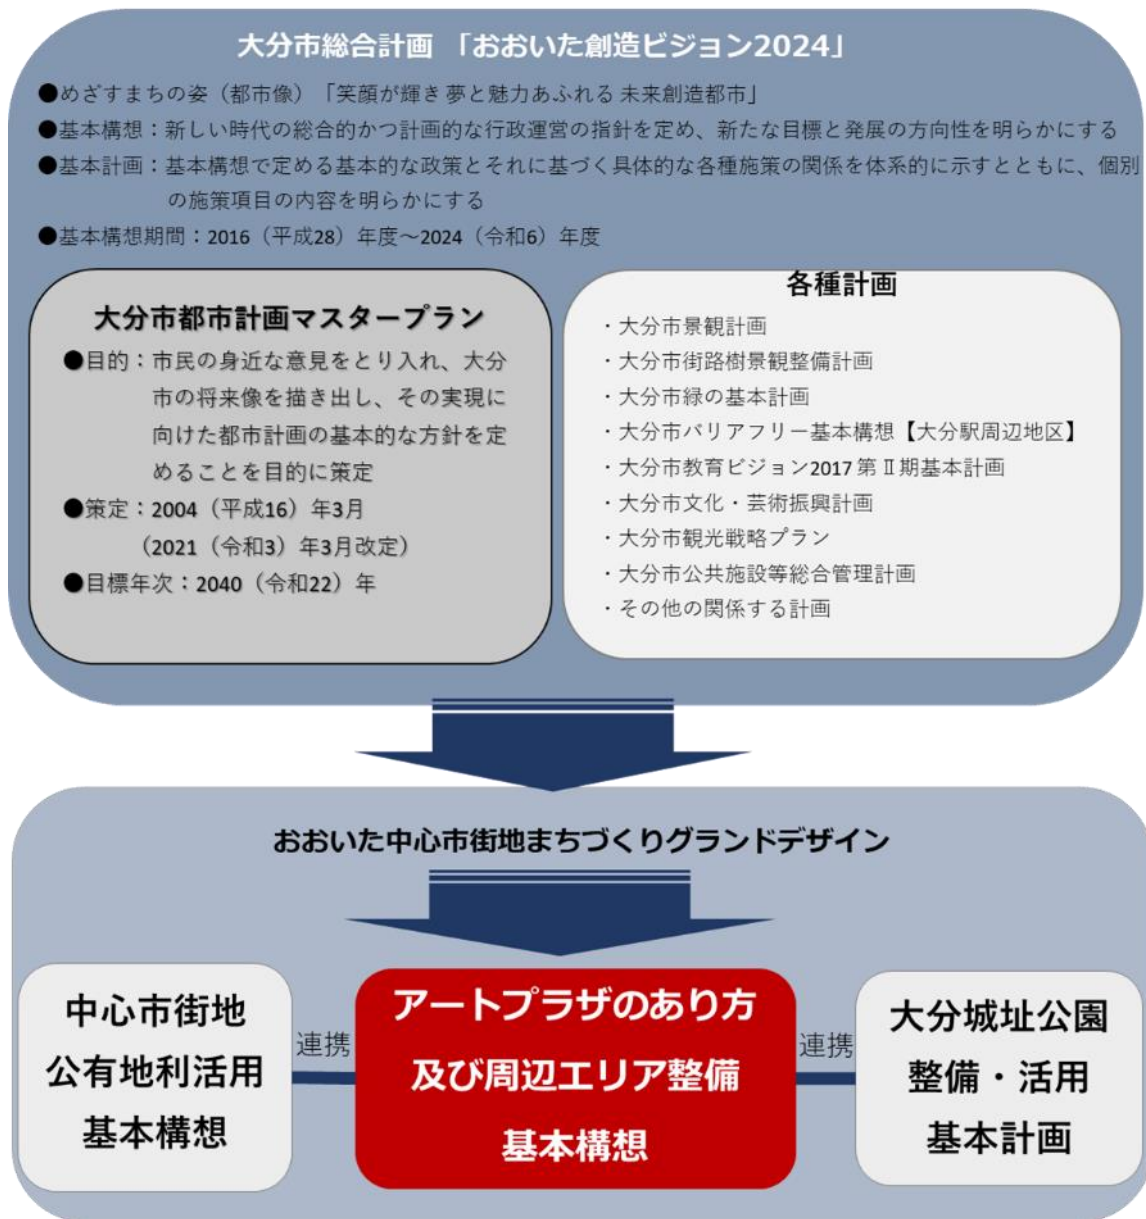 大分市総合計画 「おおいた創造ビジョン2024」
●めざすまちの姿（都市像）「笑顔が輝き 夢と魅力あふれる 未来創造都市」
●基本構想：新しい時代の総合的かつ計画的な行政運営の指針を定め、新たな目標と発展の方向性を明らかにする
●基本計画：基本構想で定める基本的な政策とそれに基づく具体的な各種施策の関係を体系的に示すとともに、個別
の施策項目の内容を明らかにする
●基本構想期間：2016（平成28）年度～2024（令和6）年度
大分市都市計画マスタープラン
●目的：市民の身近な意見をとり入れ、大分
市の将来像を描き出し、その実現に
向けた都市計画の基本的な方針を定
めることを目的に策定
●策定：2004（平成16）年3月
（2021（令和3）年3月改定）
●目標年次：2040（令和22）年
各種計画
・大分市景観計画
・大分市街路樹景観整備計画
・大分市緑の基本計画
・大分市バリアフリー基本構想【大分駅周辺地区】
・大分市教育ビジョン2017 第Ⅱ期基本計画
・大分市文化・芸術振興計画
・大分市観光戦略プラン
・大分市公共施設等総合管理計画
・その他の関係する計画
おおいた中心市街地まちづくりグランドデザイン
中心市街地
公有地利活用
基本構想
連携
アートプラザのあり方
及び周辺エリア整備
基本構想
連携
大分城址公園
整備・活用
基本計画